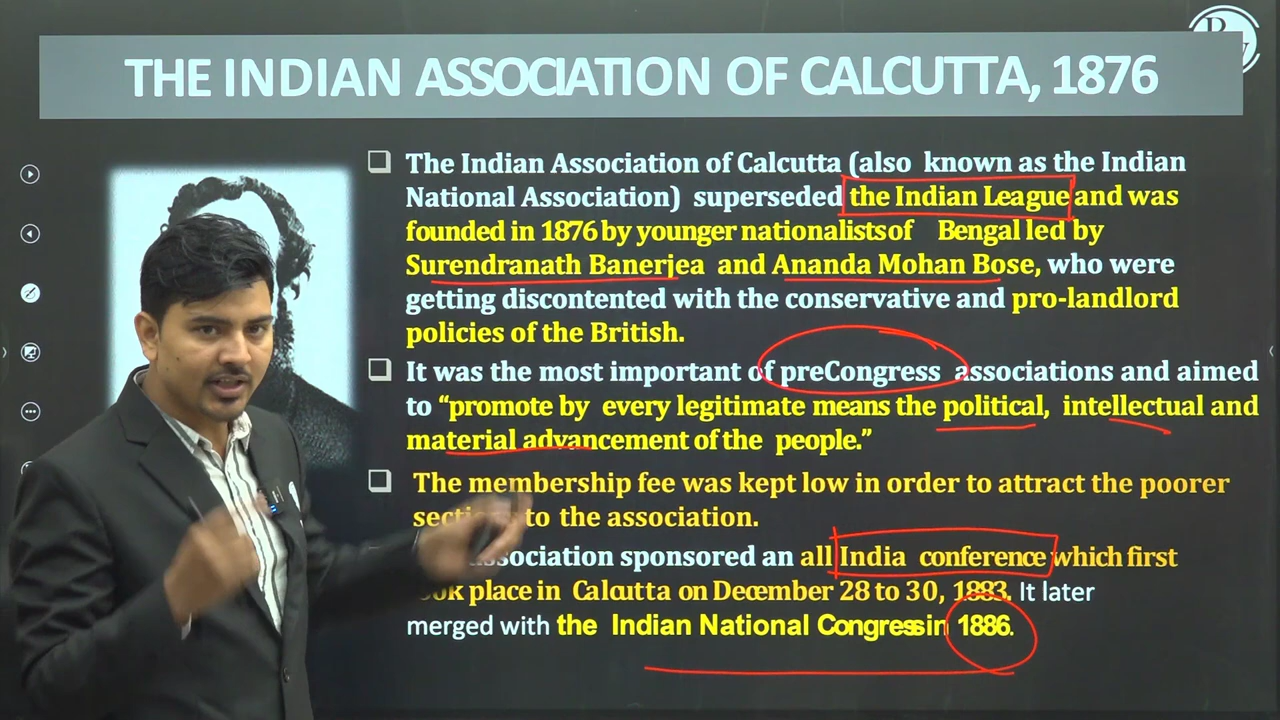 THE INDIAN ASSOCIATION OF CALCUTTA, 1876
❑ The Indian Association of Calcutta (also known as the Indian
National Association) superseded the Indian League and was
founded in 1876 by younger nationalists of Bengal led by
Surendranath Banerjea and Ananda Mohan Bose, who were
getting discontented with the conservative and pro-landlord
policies of the British.
❑ It was the most important of preCongress associations and aimed
to “promote by every legitimate means the political, intellectual and
material advancement of the people.”
❑ The membership fee was kept low in order to attract the poorer
to the association.
sponsored an all India conference which first
place in Calcutta on December 28 to 30, 1883. It later
merged with the Indian National Congress in 1886.